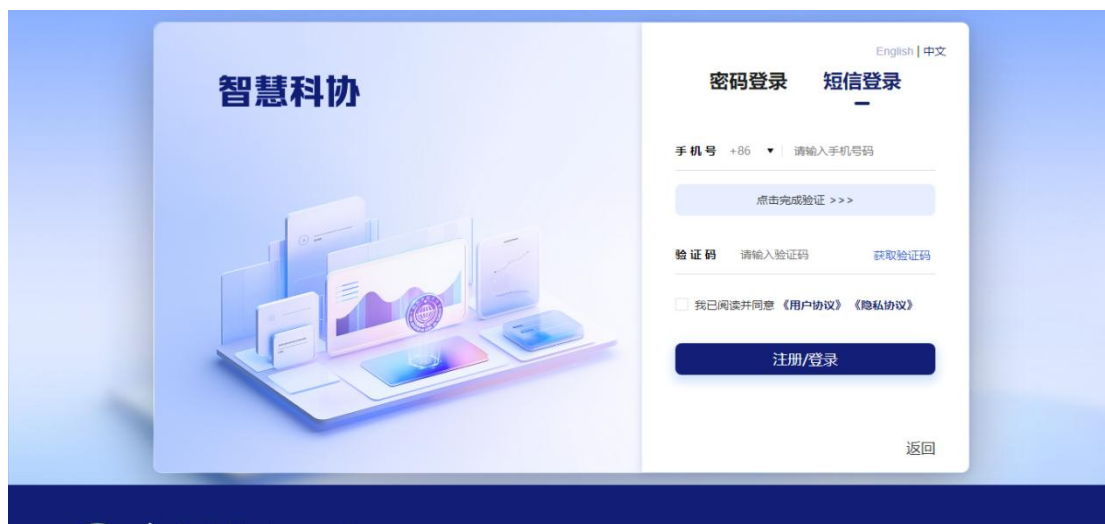 智慧科协
English | 中文
密码登录 短信登录
手机号 +86 ▼ 请输入手机号码
点击完成验证 >>>
验证码 请输入验证码 获取验证码
我已阅读并同意 《用户协议》 《隐私协议》
注册/登录
返回